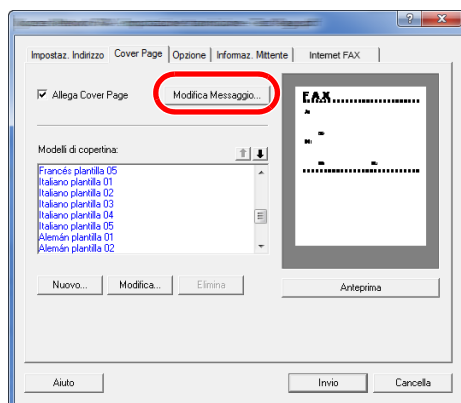 Impostaz. Indirizzo Cover Page Opzione Informaz. Mittente Internet FAX
Allega Cover Page
Modifica Messaggio...
Modelli di copertina:
Francés plantilla 05
Italiano plantilla 01
Italiano plantilla 02
Italiano plantilla 03
Italiano plantilla 04
Italiano plantilla 05
Alemán plantilla 01
Alemán plantilla 02
Nuovo... Modifica... Elimina
FAX
Anteprima
Aiuto Invio Cancella